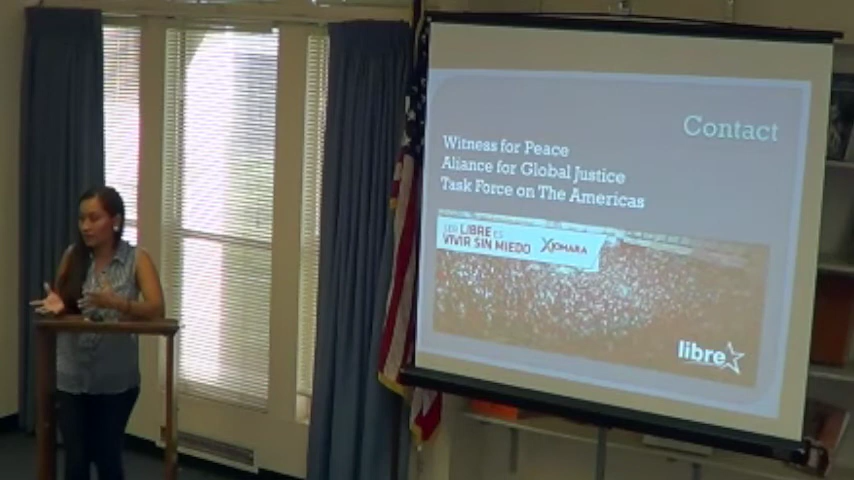 Contact
Witness for Peace
Aliance for Global Justice
Task Force on The Americas
SER LIBRE ES
VIVIR SIN MIEDO
XIOMARA
libre